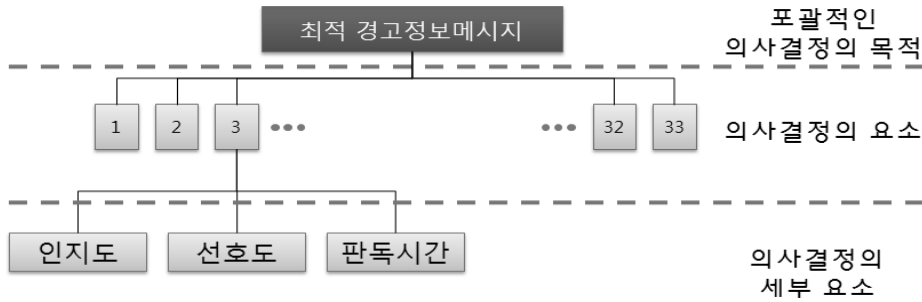 최적 경고정보메시지
포괄적인
의사결정의 목적
1 2 3 ••• ••• 32 33
의사결정의 요소
인지도 선호도 판독시간
의사결정의
세부 요소